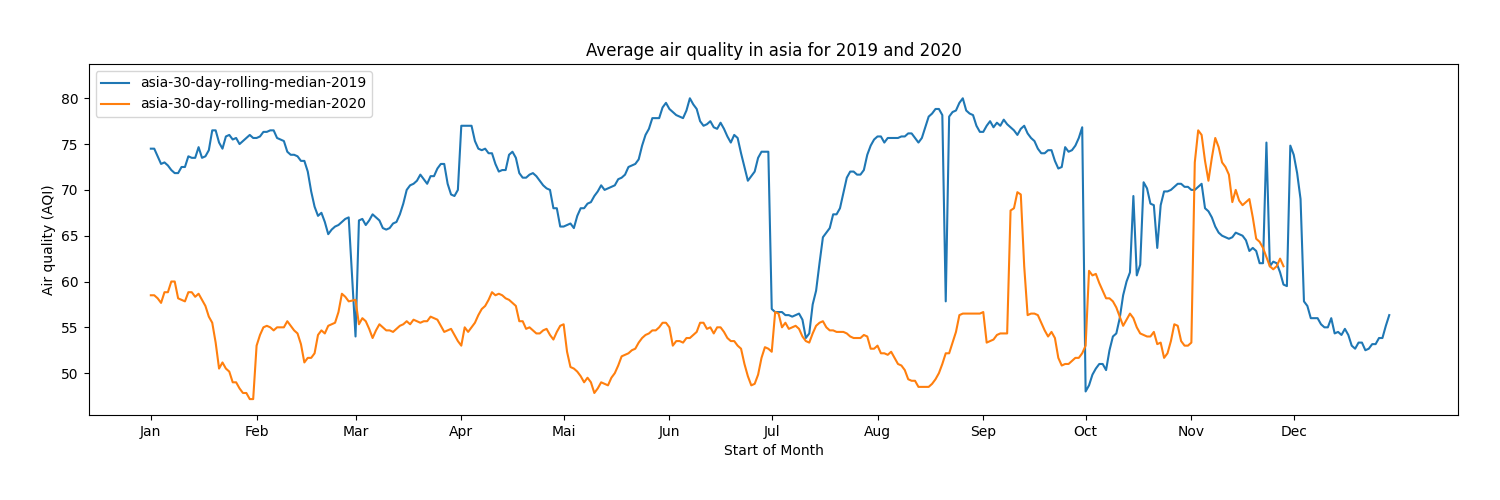 Average air quality in asia for 2019 and 2020
asia-30-day-rolling-median-2019
asia-30-day-rolling-median-2020
Air quality (AQI)
80
75
70
65
60
55
50
Jan Feb Mar Apr Mai Jun Jul Aug Sep Oct Nov Dec
Start of Month